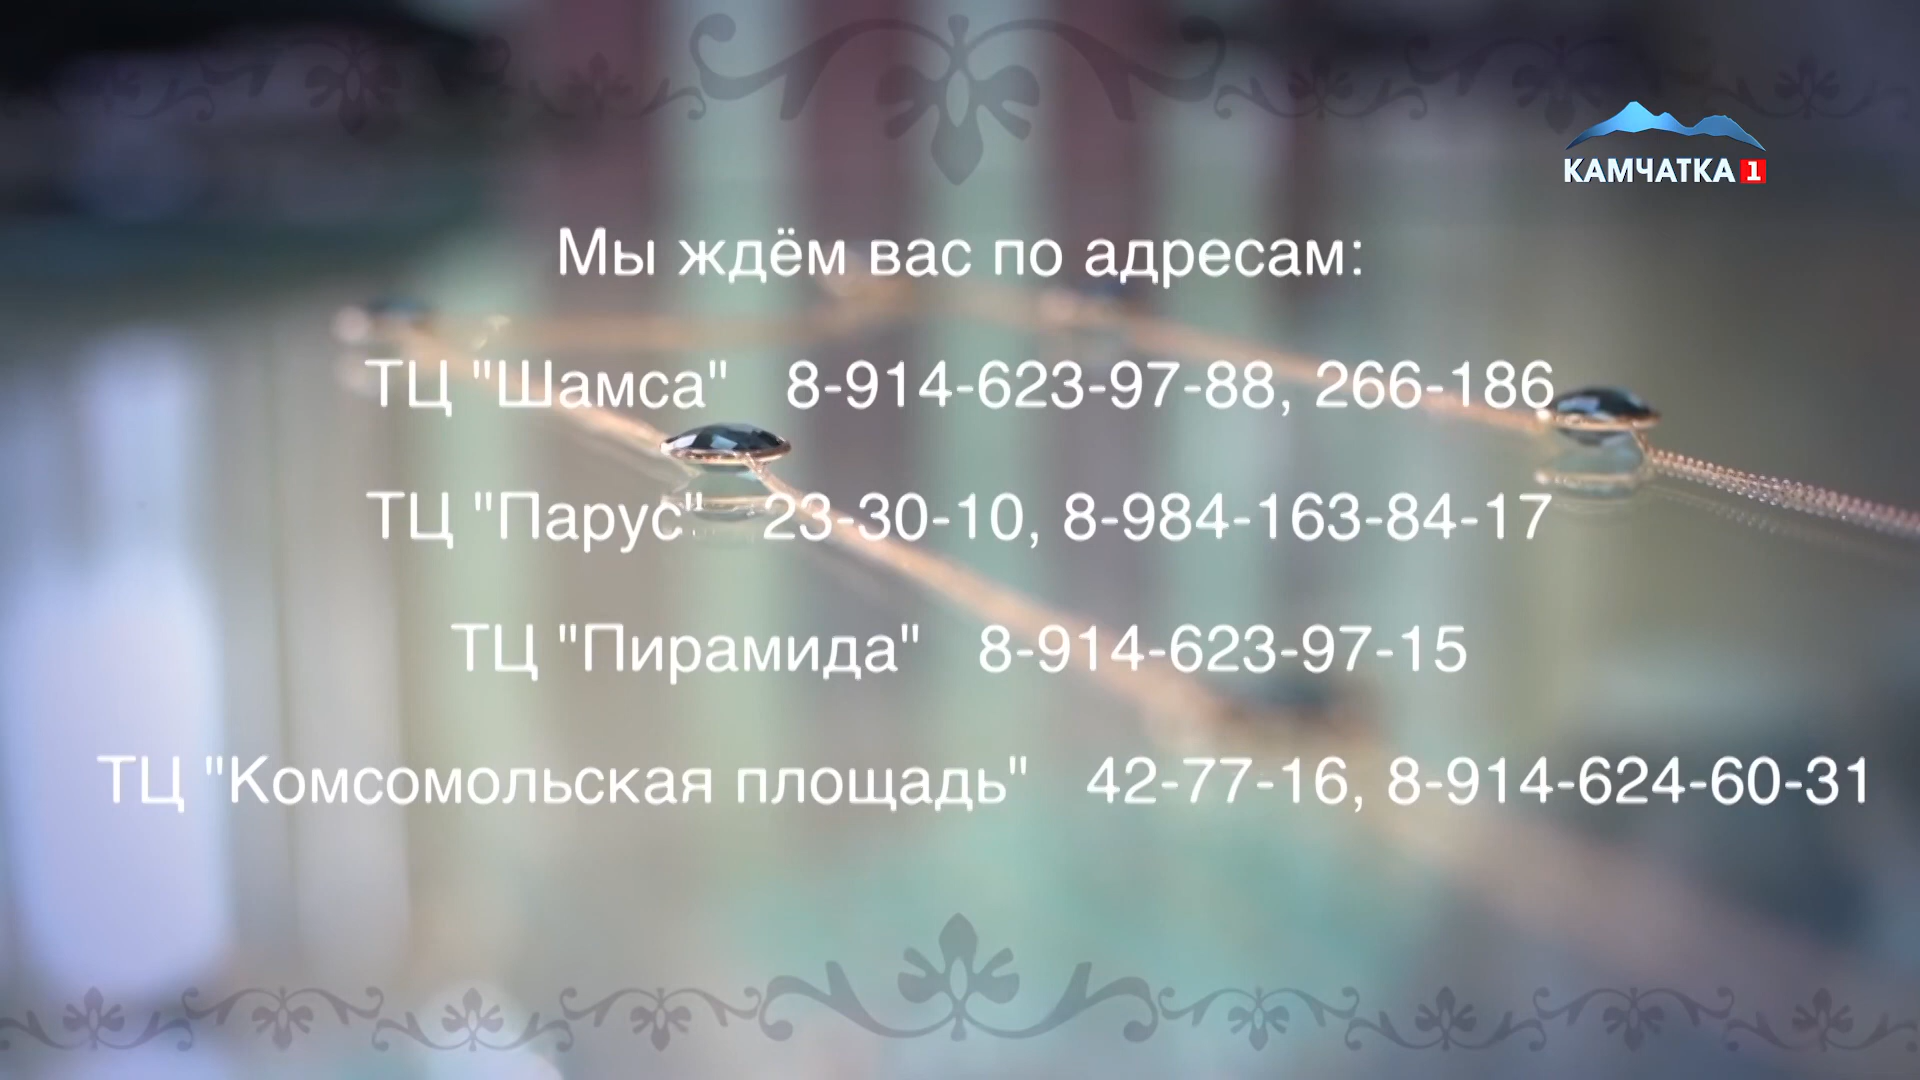 КАМЧАТКА 1
Мы ждём вас по адресам:
ТЦ "Шамса" 8-914-623-97-88, 266-186
ТЦ "Парус" 23-30-10, 8-984-163-84-17
ТЦ "Пирамида" 8-914-623-97-15
ТЦ "Комсомольская площадь" 42-77-16, 8-914-624-60-31